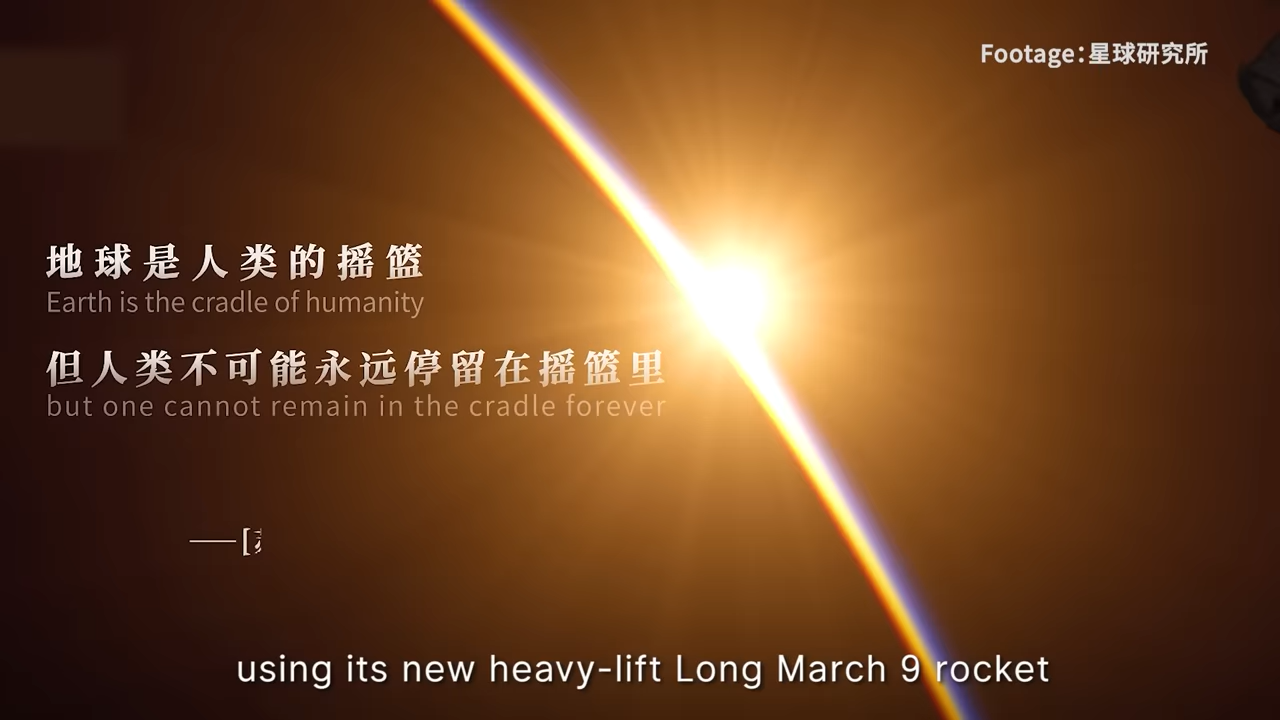 Footage:星球研究所
地球是人类的摇篮
Earth is the cradle of humanity
但人类不可能永远停留在摇篮里
but one cannot remain in the cradle forever
——[
using its new heavy-lift Long March 9 rocket